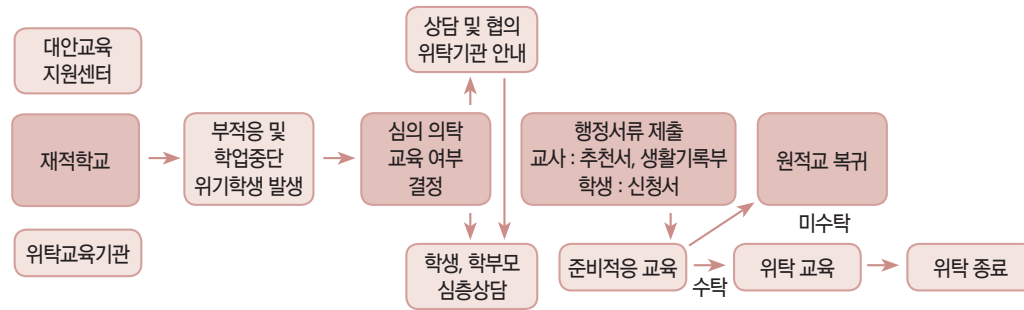 대안교육
지원센터
재적학교
위탁교육기관
부적응 및
학업중단
위기학생 발생
상담 및 협의
위탁기관 안내
심의 의탁
교육 여부
결정
학생, 학부모
심층상담
행정서류 제출
교사 : 추천서, 생활기록부
학생 : 신청서
준비적응 교육
원적교 복귀
미수탁
수탁
위탁 교육
위탁 종료